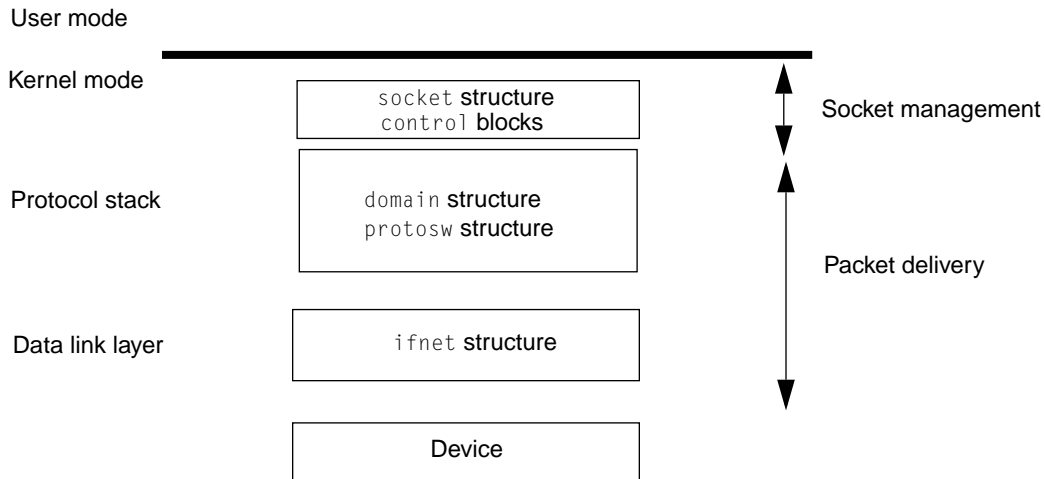 User mode
Kernel mode
socket structure
control blocks
Socket management
Protocol stack
domain structure
protosw structure
Packet delivery
Data link layer
ifnet structure
Device